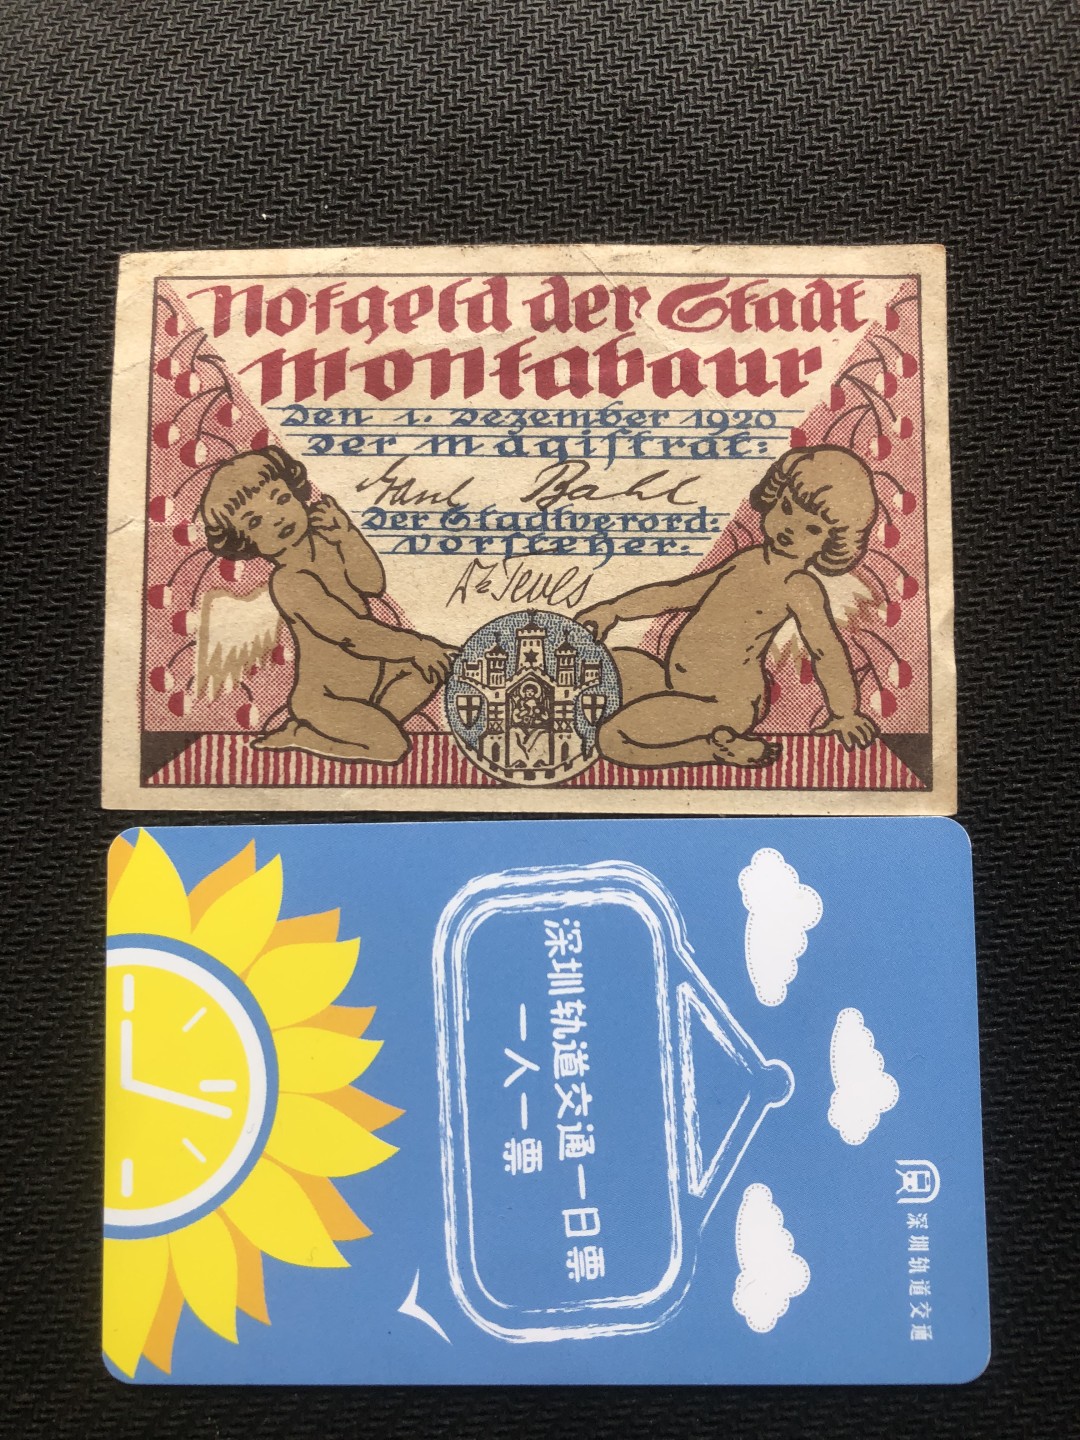 Notgeld der Stadt
Montabaur
Den 1. Dezember 1920
Der Magistrat:
Der Stadtverord:
vorsteher:
深圳轨道交通一日票
一人一票
深圳轨道交通